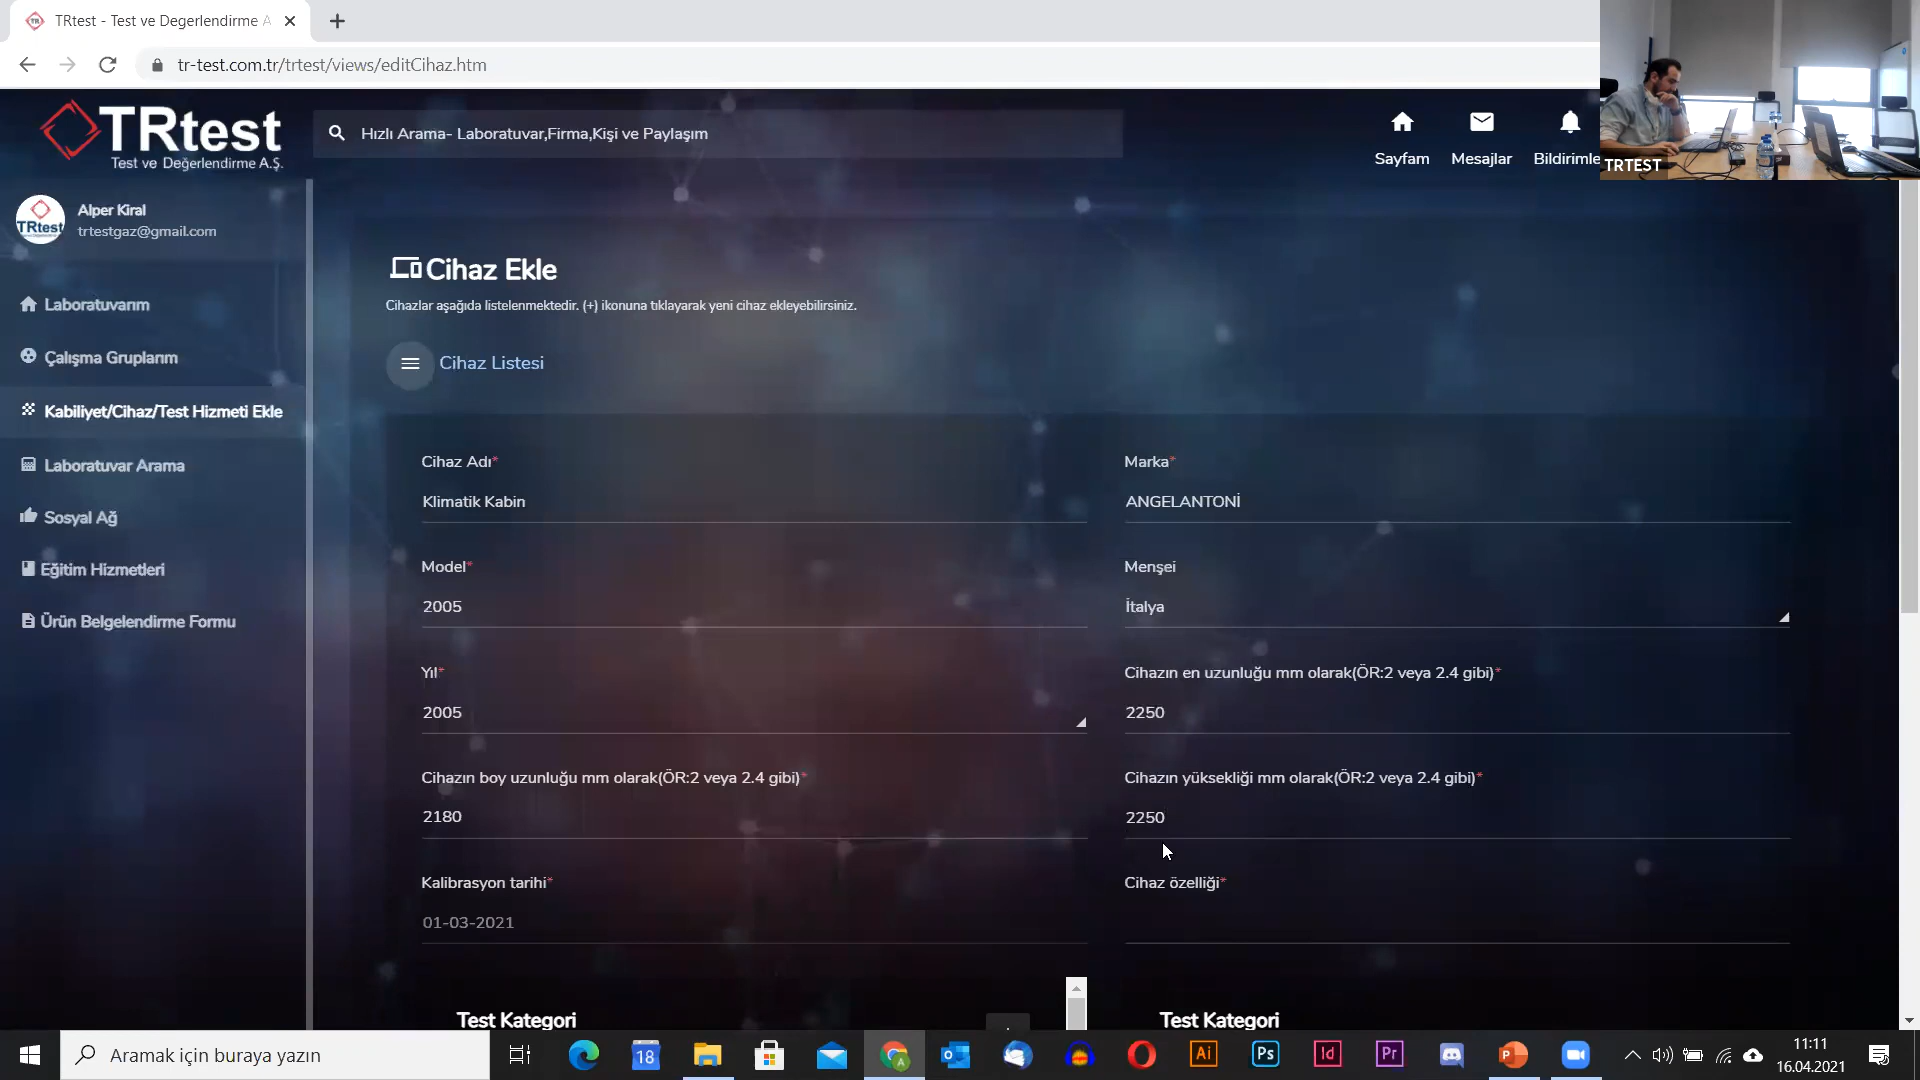 TRtest - Test ve Degerlendirme A
tr-test.com.tr/trtest/views/editCihaz.htm
TRtest
Test ve Değerlendirme A.Ş.
Hızlı Arama- Laboratuvar,Firma,Kişi ve Paylaşım
Sayfam
Mesajlar
Bildirimle
TRTEST
Alper Kiral
trtestgaz@gmail.com
TRtest
Laboratuvarım
Çalışma Gruplarım
Kabiliyet/Cihaz/Test Hizmeti Ekle
Laboratuvar Arama
Sosyal Ağ
Eğitim Hizmetleri
Ürün Belgelendirme Formu
Cihaz Ekle
Cihazlar aşağıda listelenmektedir. (+) ikonuna tıklayarak yeni cihaz ekleyebilirsiniz.
Cihaz Listesi
Cihaz Adı*
Klimatik Kabin
Marka*
ANGELANTONİ
Model*
2005
Menşei
İtalya
Yıl*
2005
Cihazın en uzunluğu mm olarak(ÖR:2 veya 2.4 gibi)*
2250
Cihazın boy uzunluğu mm olarak(ÖR:2 veya 2.4 gibi)*
2180
Cihazın yüksekliği mm olarak(ÖR:2 veya 2.4 gibi)*
2250
Kalibrasyon tarihi*
01-03-2021
Cihaz özelliği*
Test Kategori
Test Kategori
Aramak için buraya yazın
18
Ai
Ps
Id
Pr
11:11
16.04.2021